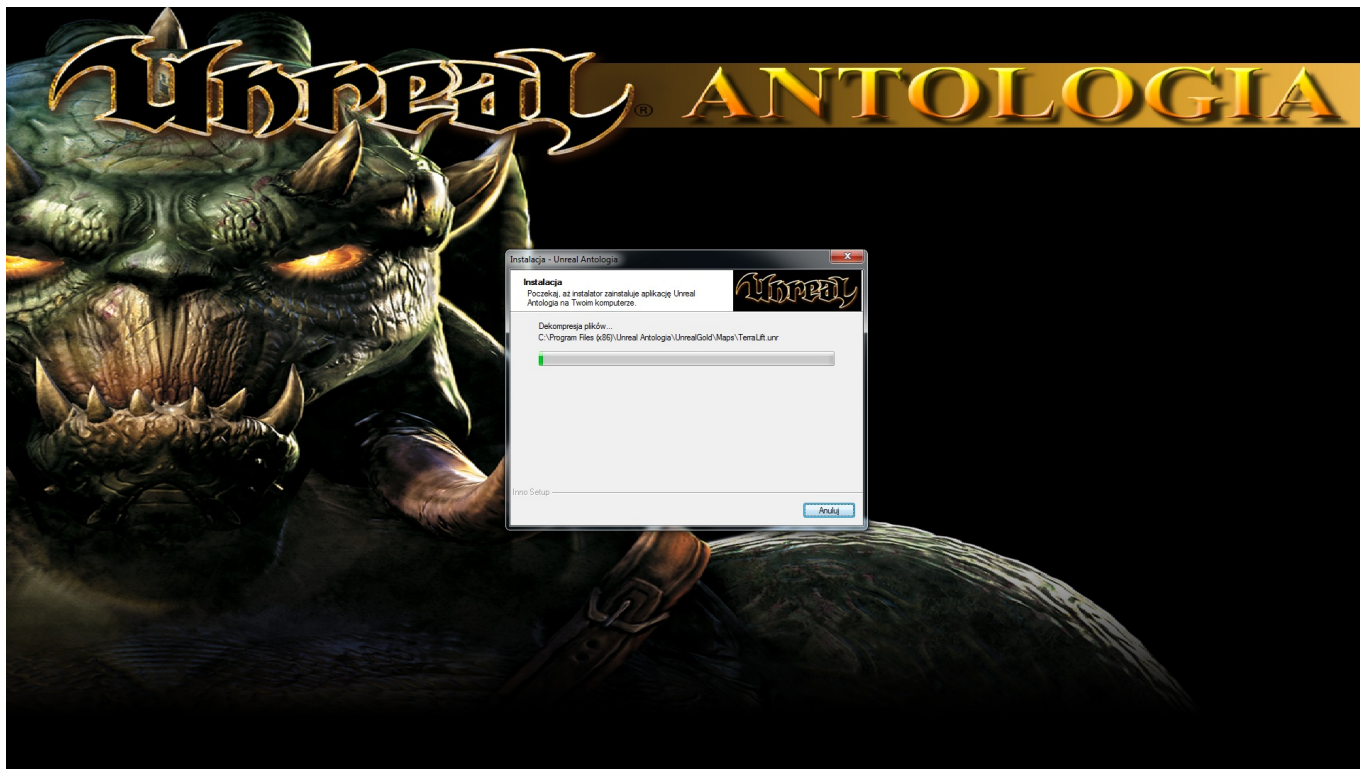 Unreal® ANTOLOGIA
Instalacja - Unreal Antologia
Instalacja
Poczekaj, aż instalator zainstaluje aplikację Unreal
Antologia na Twoim komputerze.
Unreal
Dekompresja plików...
C:\Program Files (x86)\Unreal Antologia\UnrealGold\Maps\TerraLift.unr
Inno Setup
Anuluj